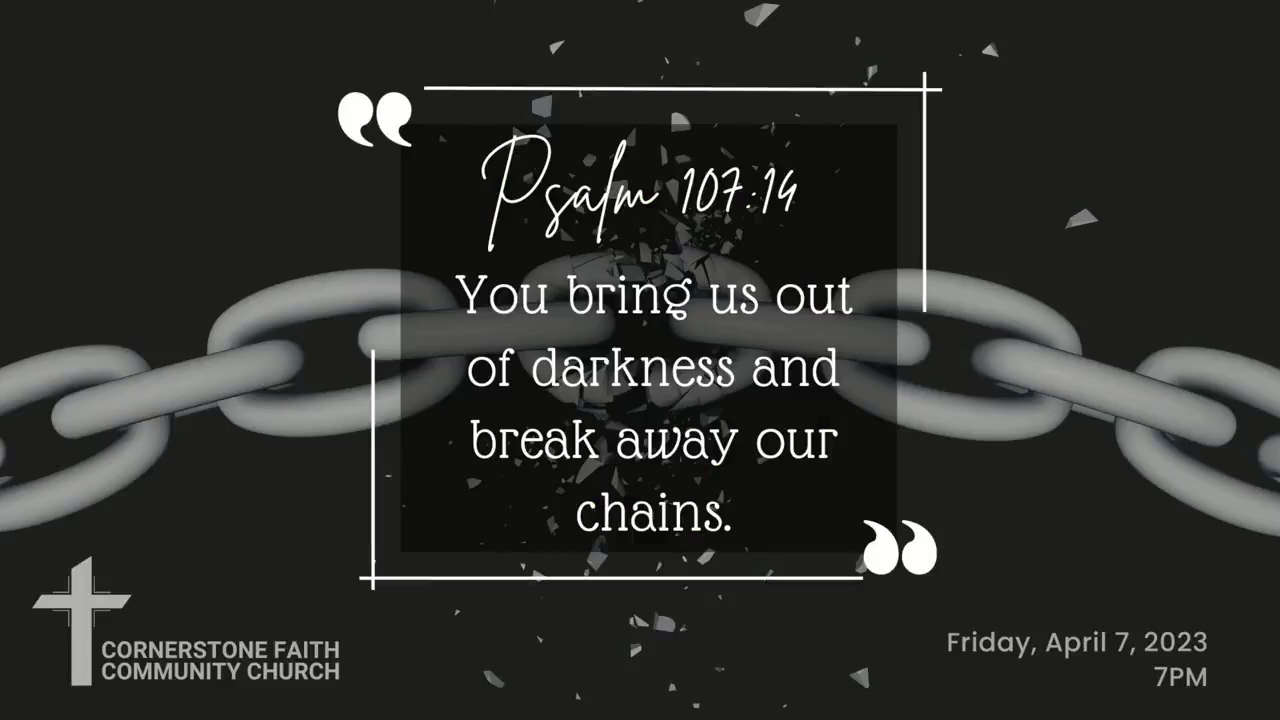 Psalm 107:14
You bring us out
of darkness and
break away our
chains.
CORNERSTONE FAITH
COMMUNITY CHURCH
Friday, April 7, 2023
7PM